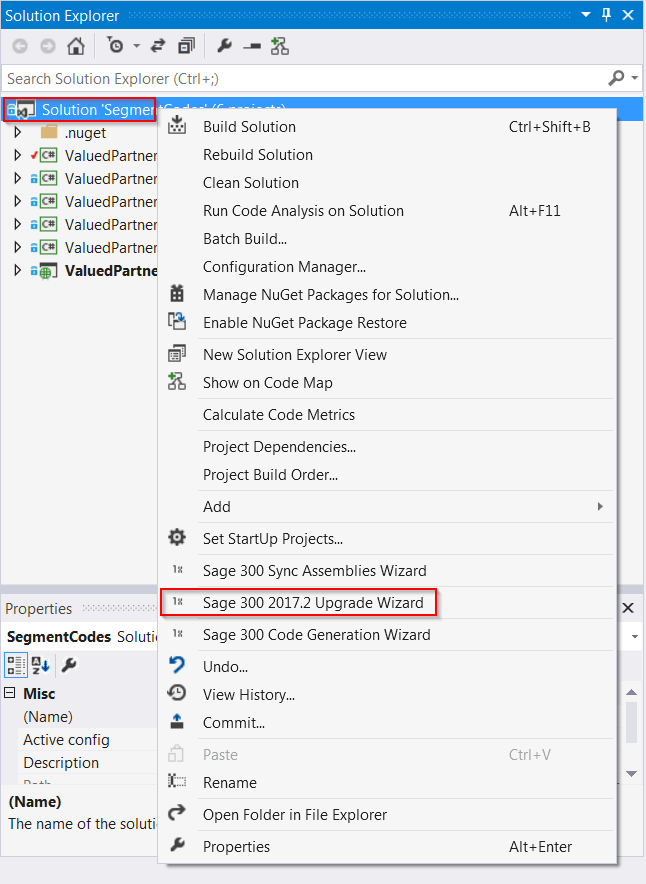 Solution Explorer
Search Solution Explorer (Ctrl+;)
Solution 'SegmentCodes' (6 projects)
.nuget
ValuedPartner
ValuedPartner
ValuedPartner
ValuedPartner
ValuedPartner
ValuedPartne
Build Solution Ctrl+Shift+B
Rebuild Solution
Clean Solution
Run Code Analysis on Solution Alt+F11
Batch Build...
Configuration Manager...
Manage NuGet Packages for Solution...
Enable NuGet Package Restore
New Solution Explorer View
Show on Code Map
Calculate Code Metrics
Project Dependencies...
Project Build Order...
Add
Set StartUp Projects...
Sage 300 Sync Assemblies Wizard
Sage 300 2017.2 Upgrade Wizard
Sage 300 Code Generation Wizard
Undo...
View History...
Commit...
Paste Ctrl+V
Rename
Open Folder in File Explorer
Properties Alt+Enter
Properties
SegmentCodes Solutio
Misc
(Name)
Active config
Description
Path
(Name)
The name of the soluti